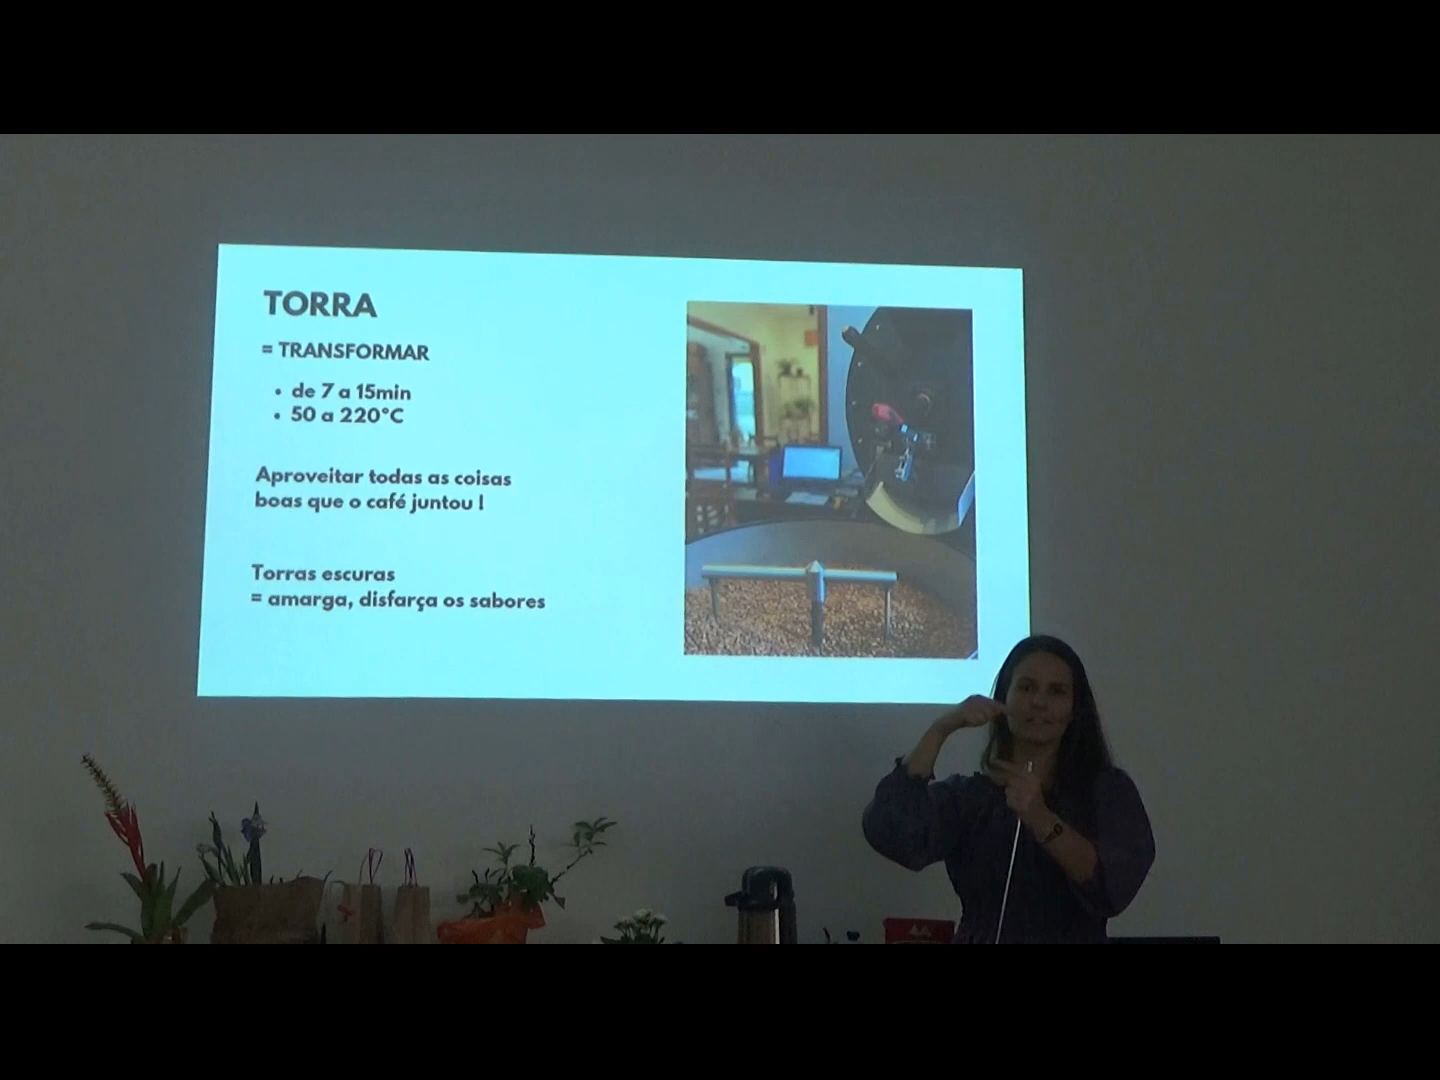 TORRA
= TRANSFORMAR
• de 7 a 15min
• 50 a 220°C
Aproveitar todas as coisas
boas que o café juntou !
Torras escuras
= amarga, disfarça os sabores